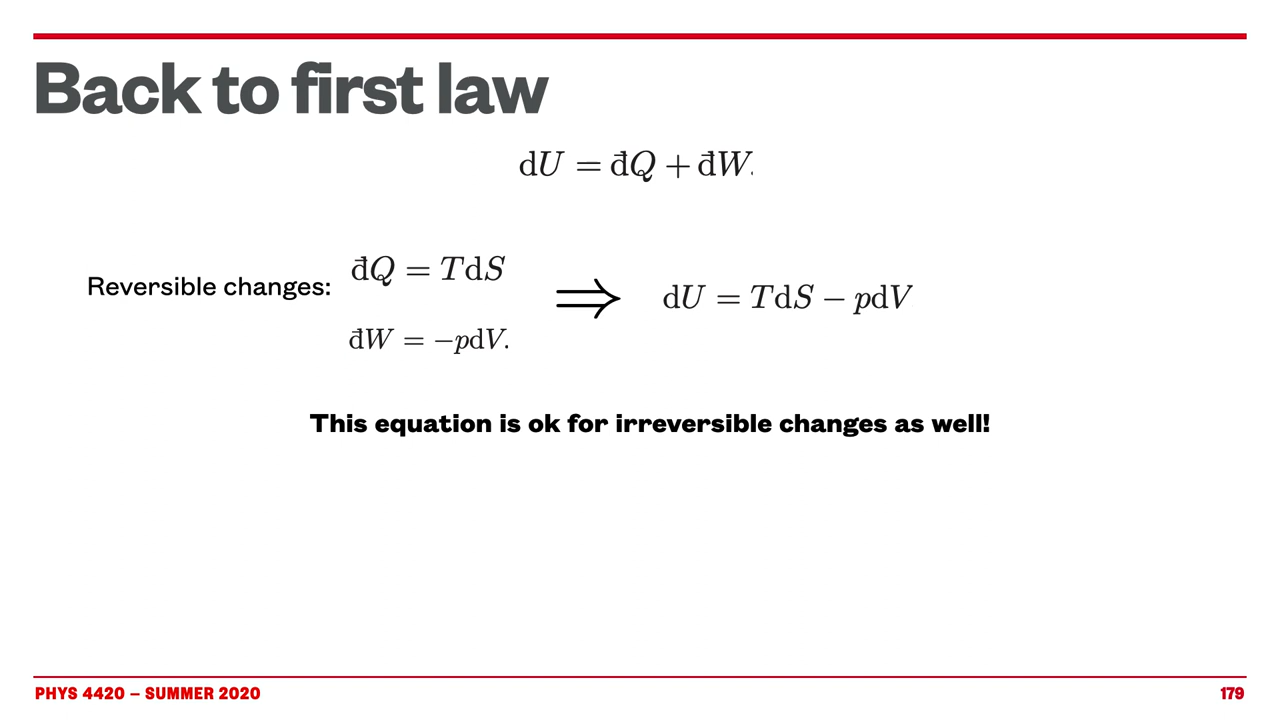 Back to first law
dU = đQ + đW.
Reversible changes:
đQ = TdS
đW = −pdV.
⇒
dU = TdS − pdV
This equation is ok for irreversible changes as well!
PHYS 4420 – SUMMER 2020
179